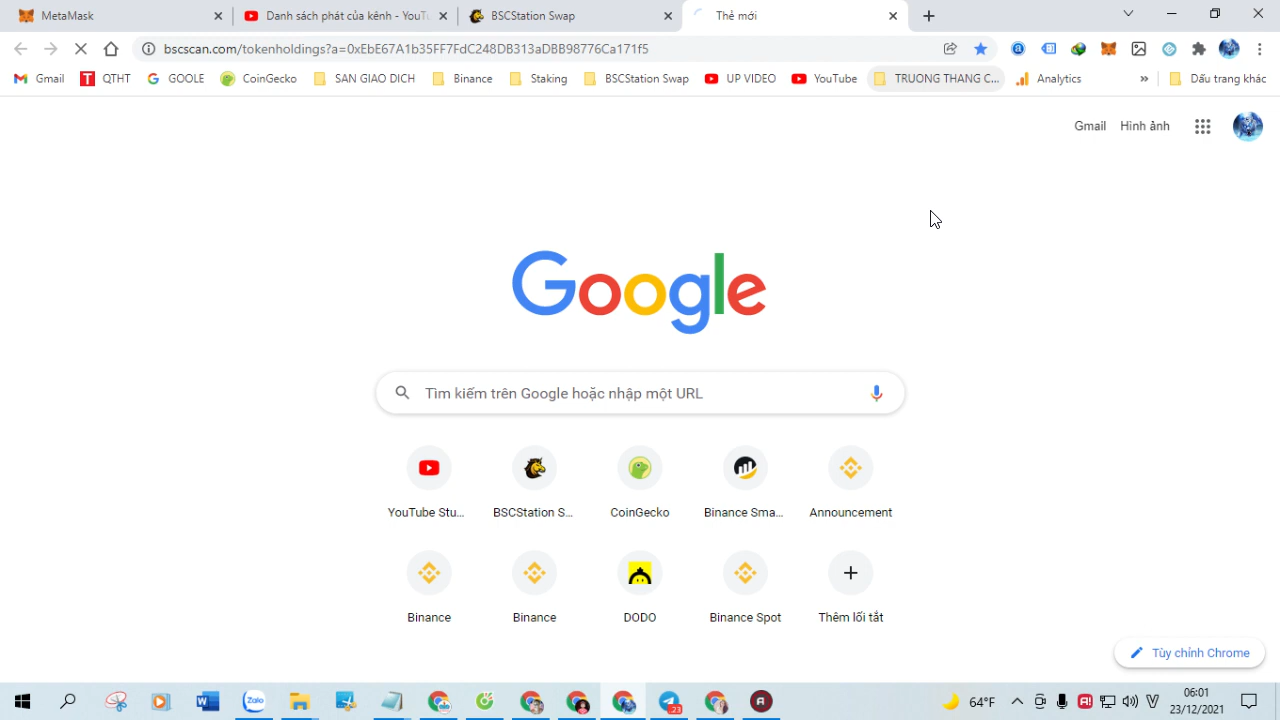 MetaMask
Danh sách phát của kênh - YouTu
BSCStation Swap
Thẻ mới
bscscan.com/tokenholdings?a=0xEbE67A1b35FF7FdC248DB313aDBB98776Ca171f5
Gmail
QTHT
GOOLE
CoinGecko
SAN GIAO DICH
Binance
Staking
BSCStation Swap
UP VIDEO
YouTube
TRUONG THANG C...
Analytics
»
Dấu trang khác
Gmail
Hình ảnh
Google
Tìm kiếm trên Google hoặc nhập một URL
YouTube Stu...
BSCStation S...
CoinGecko
Binance Sma...
Announcement
Binance
Binance
DODO
Binance Spot
Thêm lối tắt
Tùy chỉnh Chrome
Zalo
23
64°F
06:01
23/12/2021